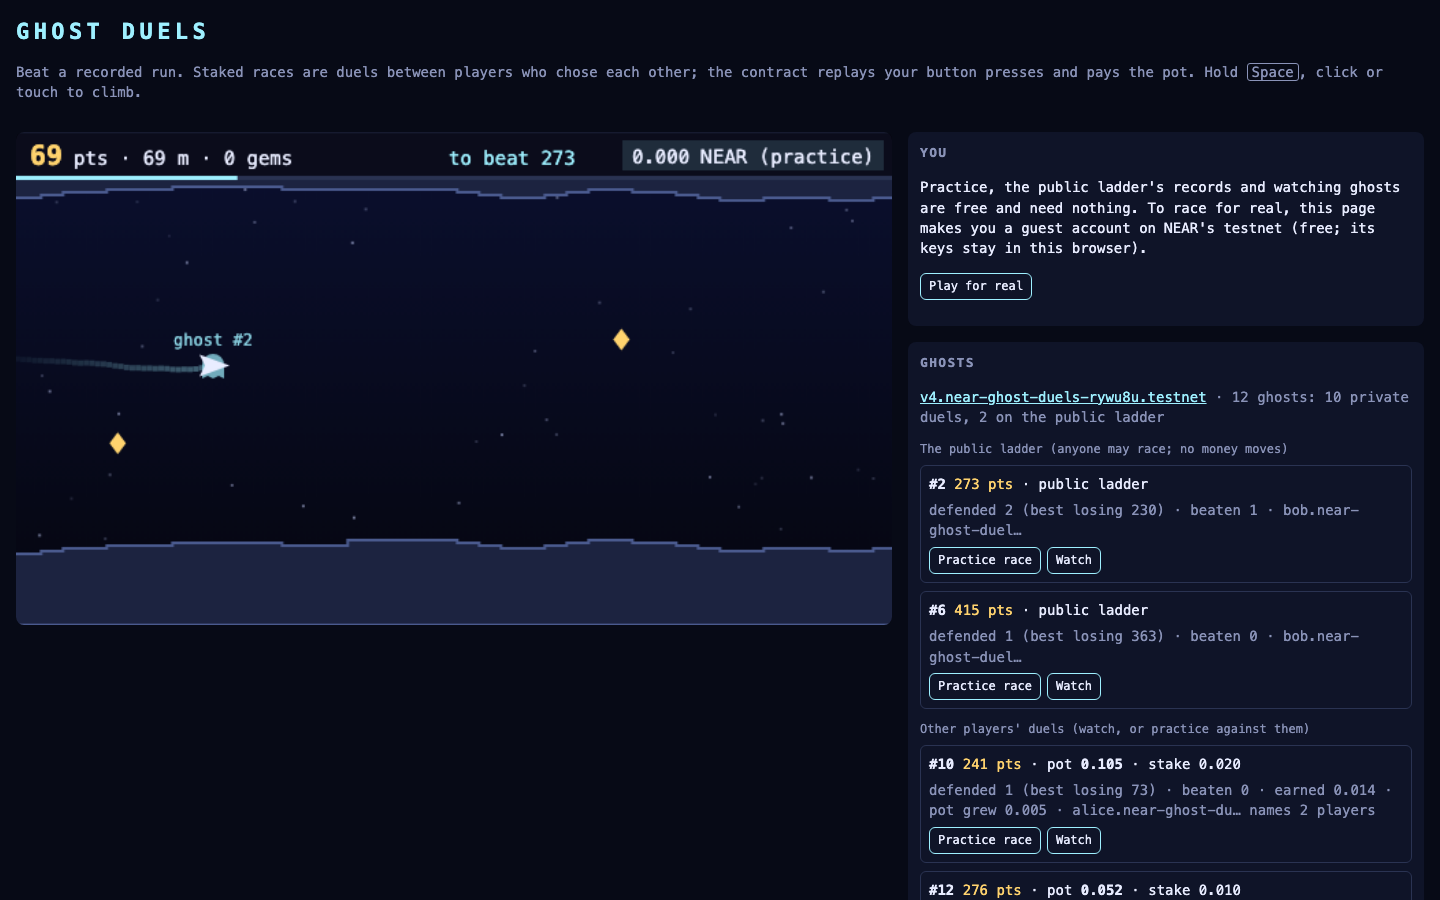 GHOST DUELS
Beat a recorded run. Staked races are duels between players who chose each other; the contract replays your button presses and pays the pot. Hold Space, click or
touch to climb.
69 pts · 69 m · 0 gems
to beat 273
0.000 NEAR (practice)
ghost #2
YOU
Practice, the public ladder's records and watching ghosts
are free and need nothing. To race for real, this page
makes you a guest account on NEAR's testnet (free; its
keys stay in this browser).
Play for real
GHOSTS
v4.near-ghost-duels-rywu8u.testnet · 12 ghosts: 10 private
duels, 2 on the public ladder
The public ladder (anyone may race; no money moves)
#2 273 pts · public ladder
defended 2 (best losing 230) · beaten 1 · bob.near-
ghost-duel…
Practice race
Watch
#6 415 pts · public ladder
defended 1 (best losing 363) · beaten 0 · bob.near-
ghost-duel…
Practice race
Watch
Other players' duels (watch, or practice against them)
#10 241 pts · pot 0.105 · stake 0.020
defended 1 (best losing 73) · beaten 0 · earned 0.014 ·
pot grew 0.005 · alice.near-ghost-du… names 2 players
Practice race
Watch
#12 276 pts · pot 0.052 · stake 0.010